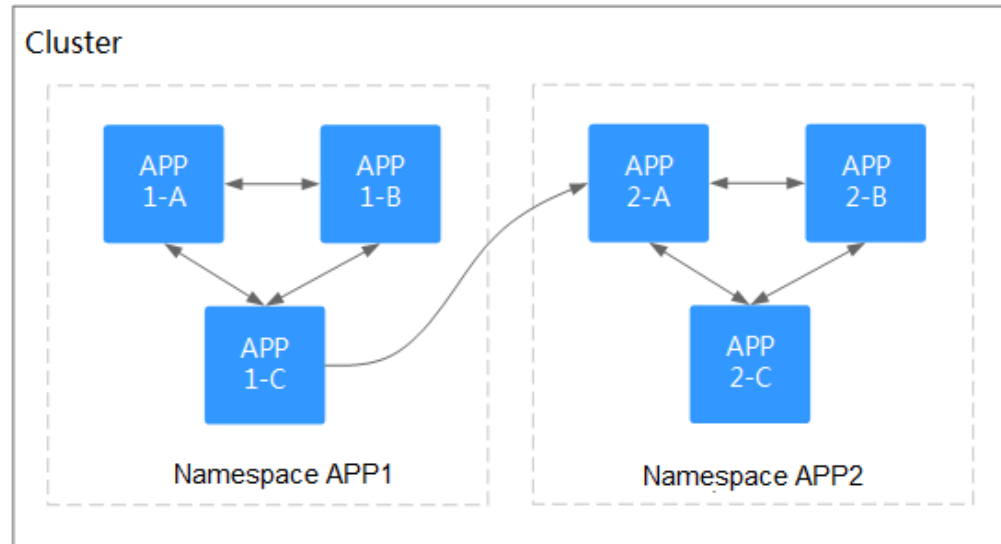 Cluster
APP
1-A
APP
1-B
APP
1-C
Namespace APP1
APP
2-A
APP
2-B
APP
2-C
Namespace APP2